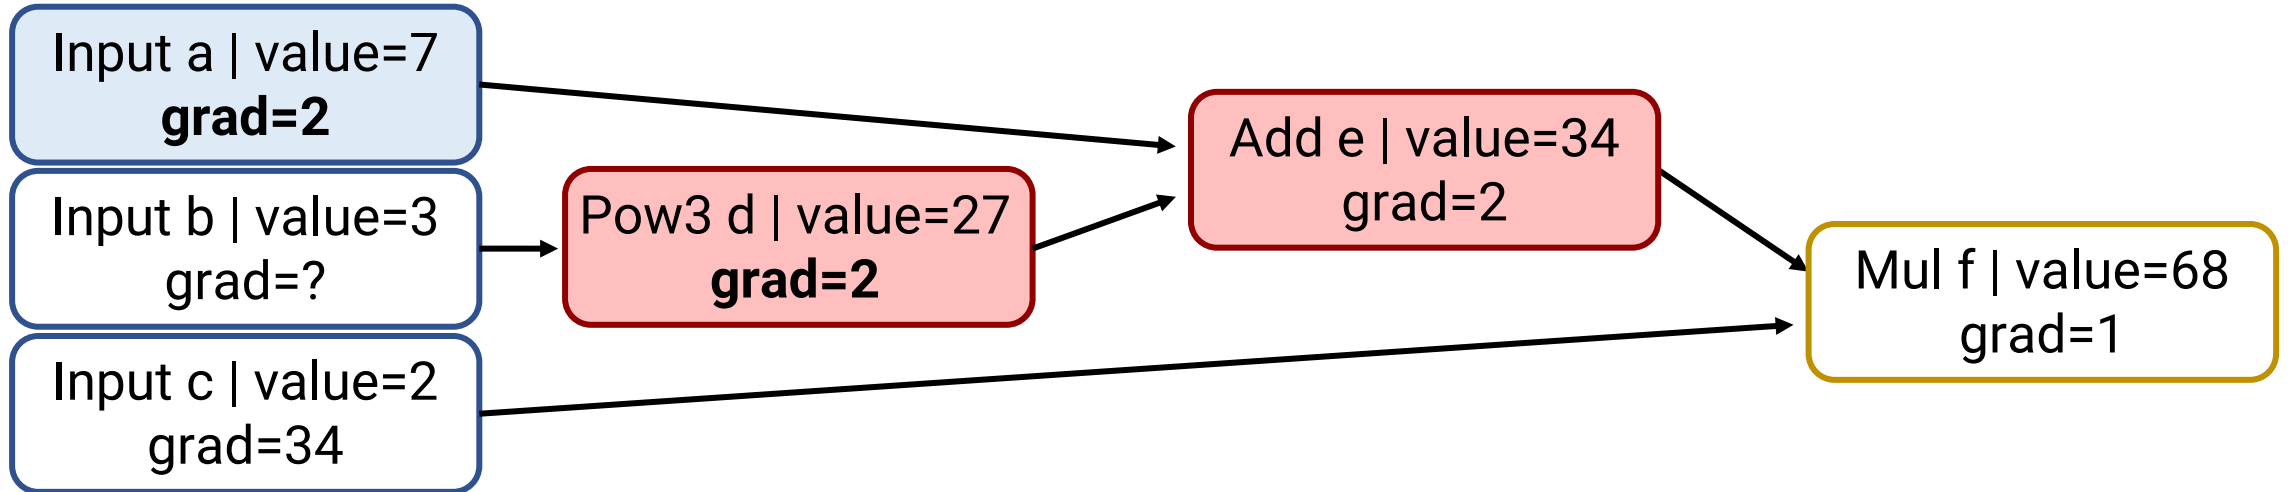 Input a | value=7
grad=2
Input b | value=3
grad=?
Input c | value=2
grad=34
Pow3 d | value=27
grad=2
Add e | value=34
grad=2
Mul f | value=68
grad=1